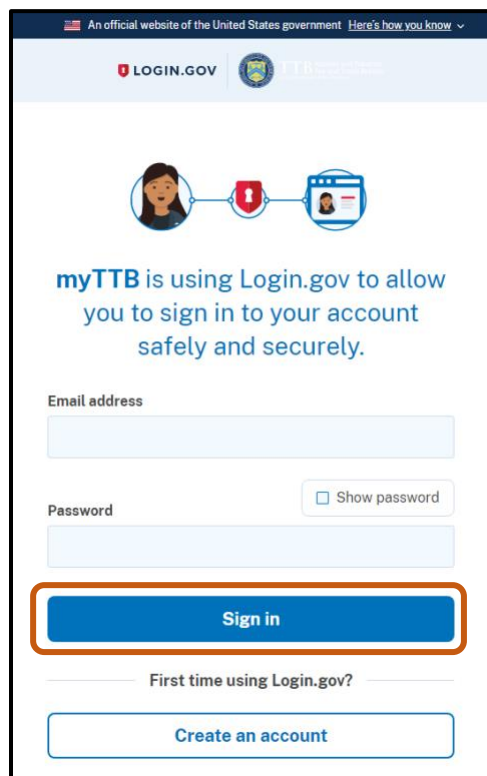 An official website of the United States government Here's how you know
LOGIN.GOV TTB
myTTB is using Login.gov to allow
you to sign in to your account
safely and securely.
Email address
Show password
Password
Sign in
First time using Login.gov?
Create an account